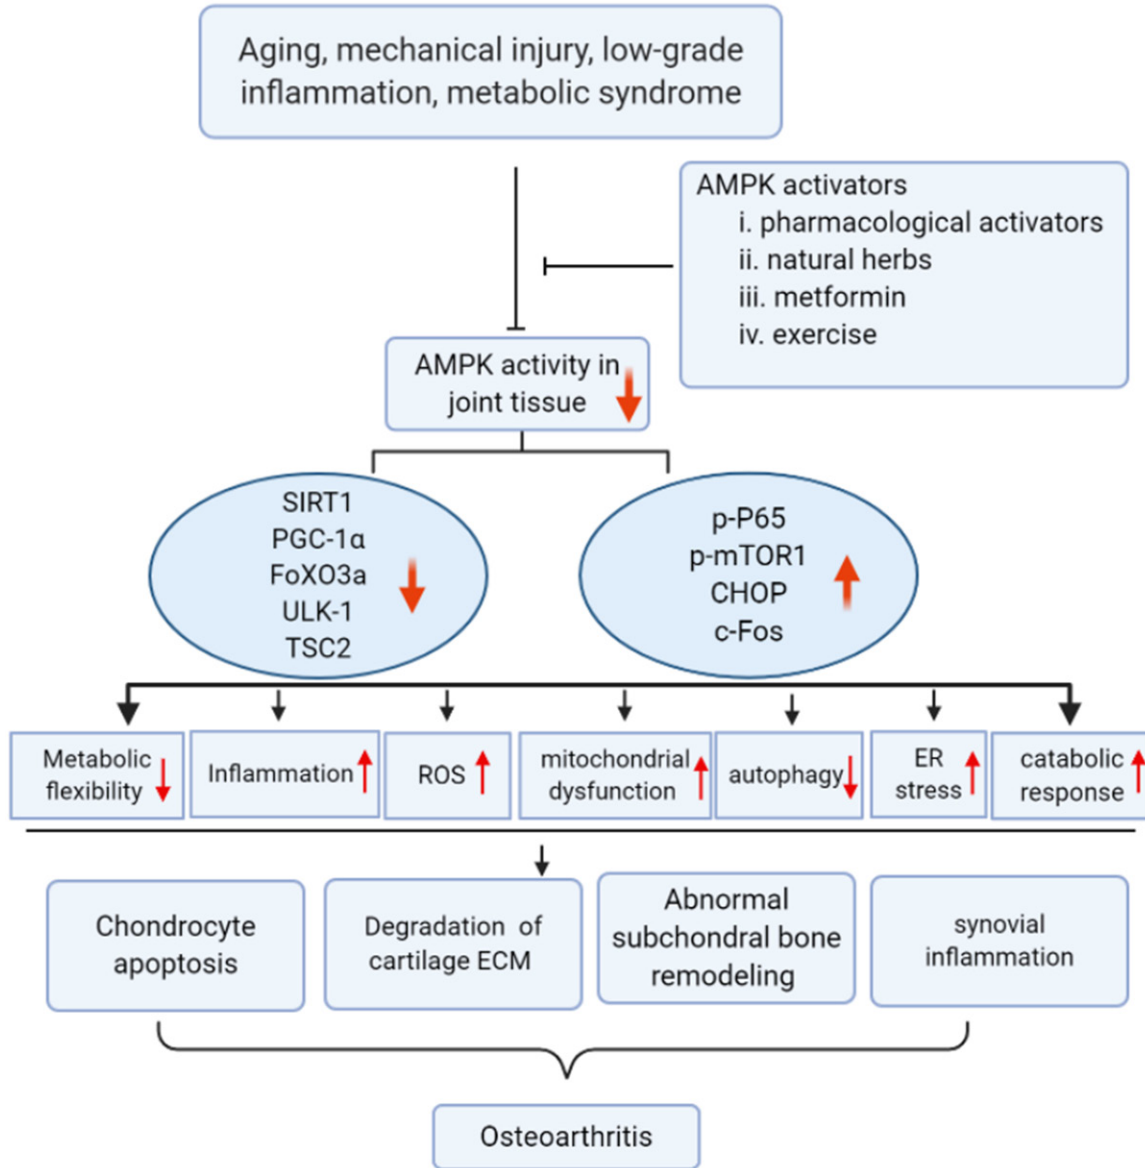 Aging, mechanical injury, low-grade
inflammation, metabolic syndrome
AMPK activators
i. pharmacological activators
ii. natural herbs
iii. metformin
iv. exercise
AMPK activity in
joint tissue
SIRT1
PGC-1α
FoXO3a
ULK-1
TSC2
p-P65
p-mTOR1
CHOP
c-Fos
Metabolic
flexibility
Inflammation
ROS
mitochondrial
dysfunction
autophagy
ER
stress
catabolic
response
Chondrocyte
apoptosis
Degradation of
cartilage ECM
Abnormal
subchondral bone
remodeling
synovial
inflammation
Osteoarthritis